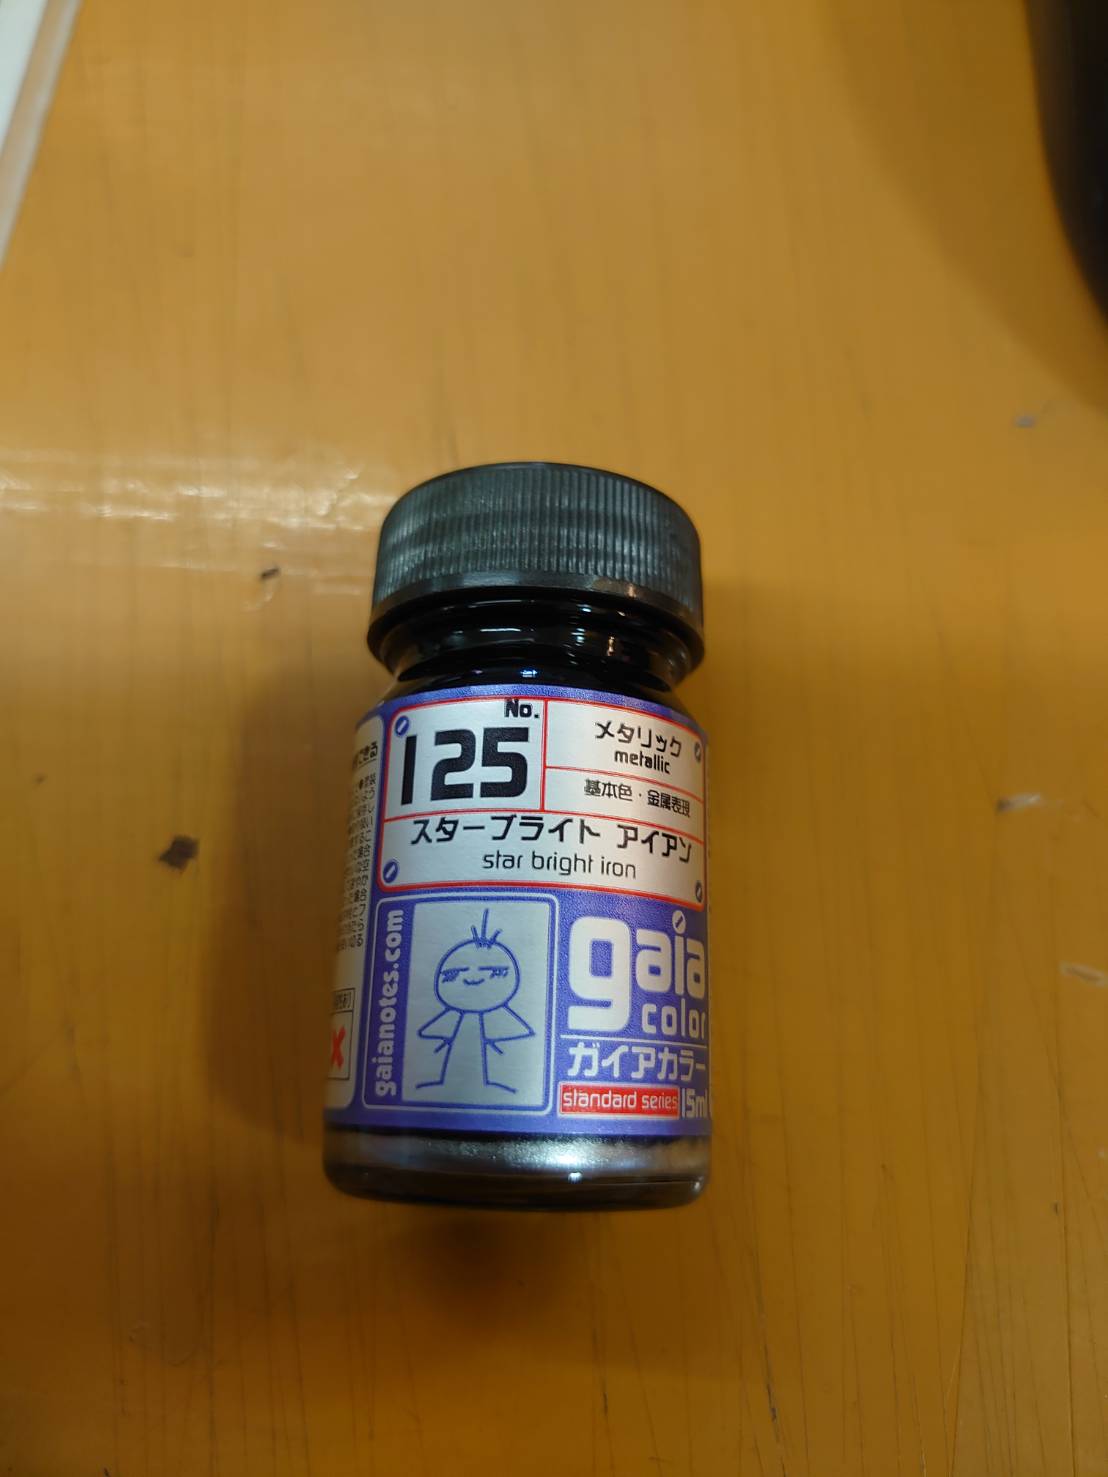 No.
125
メタリック
metallic
基本色・金属表現
スターブライト アイアン
star bright iron
gaianotes.com
gaia
color
ガイアカラー
standard series
15ml